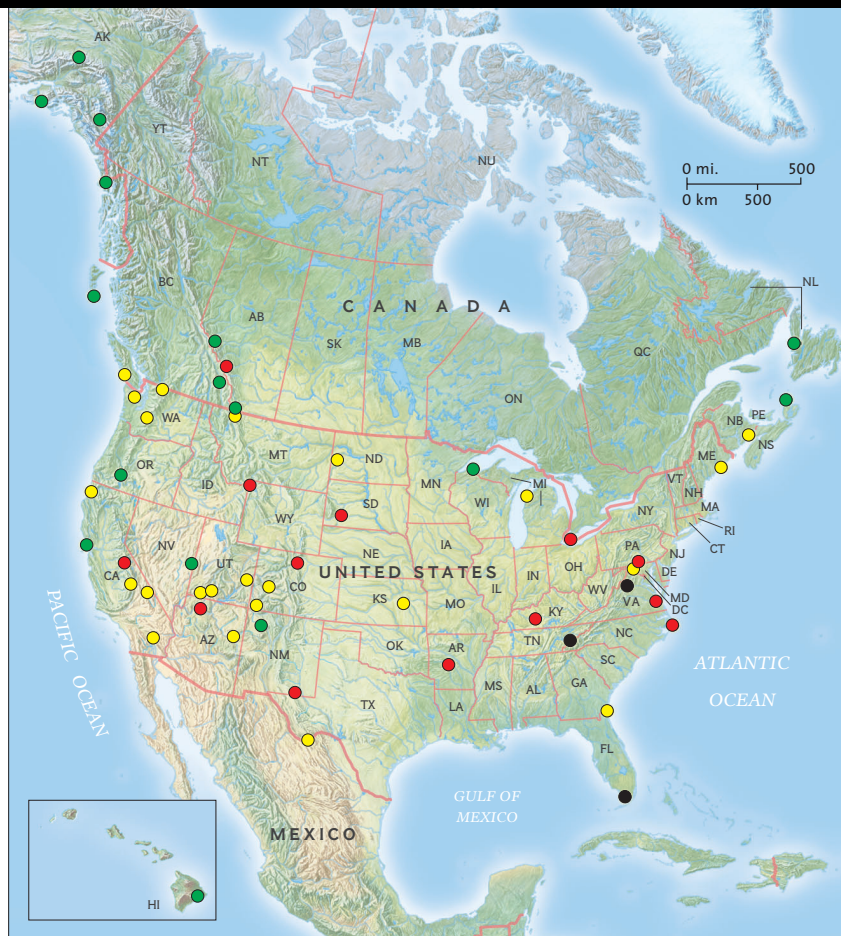 AK
YT
NT
NU
0 mi. 500
0 km 500
BC
AB
SK
MB
CANADA
ON
QC
NL
NB
PE
NS
ME
WA
OR
ID
MT
ND
MN
SD
WY
WI
MI
VT
NH
MA
NY
RI
CT
NJ
PA
DE
MD
DC
NV
UT
CA
CO
NE
IA
UNITED STATES
IL
IN
OH
WV
VA
KS
MO
KY
AZ
NM
OK
AR
TN
NC
SC
TX
LA
MS
AL
GA
FL
PACIFIC OCEAN
ATLANTIC
OCEAN
GULF OF
MEXICO
MEXICO
HI